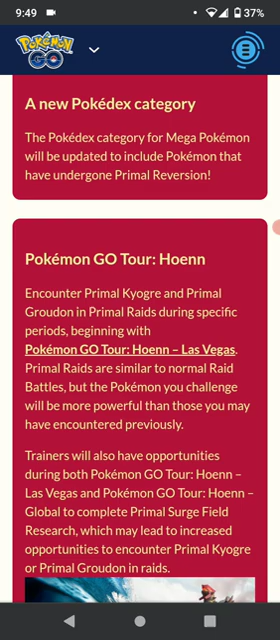 9:49
37%
POKÉMON
GO
A new Pokédex category
The Pokédex category for Mega Pokémon
will be updated to include Pokémon that
have undergone Primal Reversion!
Pokémon GO Tour: Hoenn
Encounter Primal Kyogre and Primal
Groudon in Primal Raids during specific
periods, beginning with
Pokémon GO Tour: Hoenn – Las Vegas.
Primal Raids are similar to normal Raid
Battles, but the Pokémon you challenge
will be more powerful than those you may
have encountered previously.
Trainers will also have opportunities
during both Pokémon GO Tour: Hoenn –
Las Vegas and Pokémon GO Tour: Hoenn –
Global to complete Primal Surge Field
Research, which may lead to increased
opportunities to encounter Primal Kyogre
or Primal Groudon in raids.